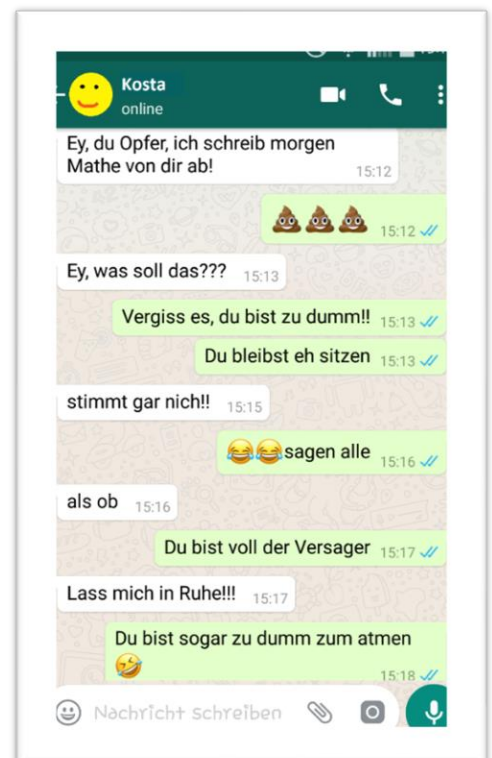 Kosta
online
Ey, du Opfer, ich schreib morgen
Mathe von dir ab!
15:12
💩💩💩 15:12
Ey, was soll das??? 15:13
Vergiss es, du bist zu dumm!! 15:13
Du bleibst eh sitzen 15:13
stimmt gar nich!! 15:15
😂😂sagen alle 15:16
als ob 15:16
Du bist voll der Versager 15:17
Lass mich in Ruhe!!! 15:17
Du bist sogar zu dumm zum atmen
🤣 15:18
Nachricht schreiben